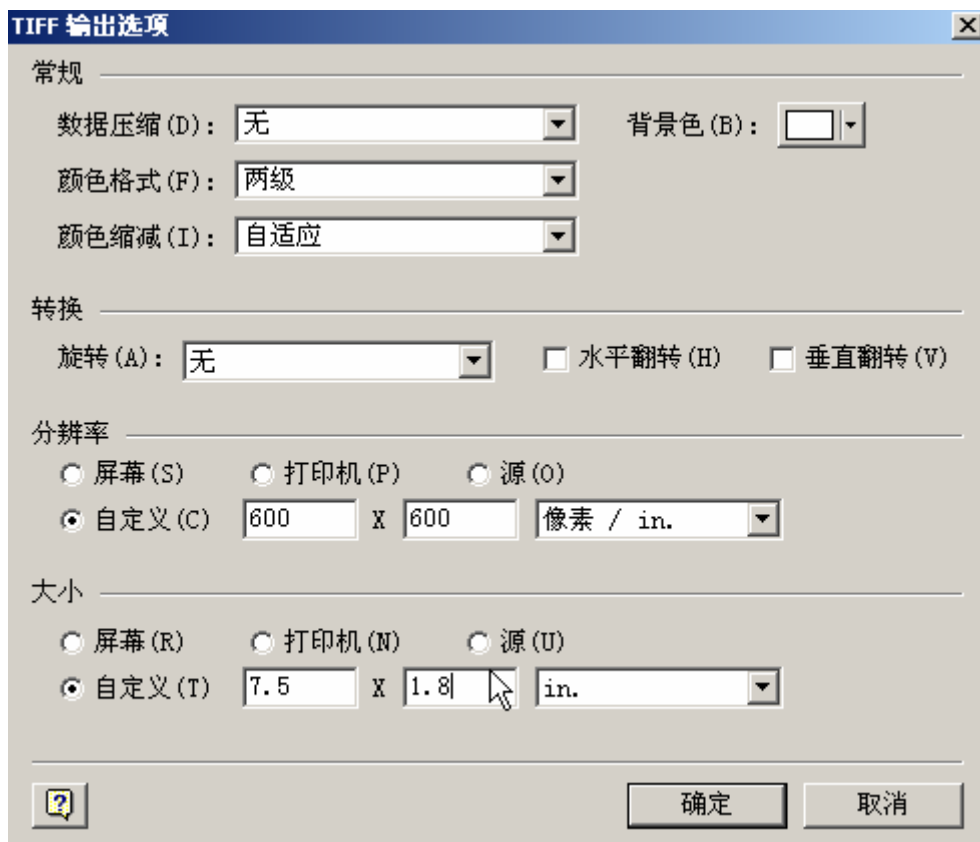 TIFF 输出选项
常规
数据压缩(D): 无 背景色(B):
颜色格式(F): 两级
颜色缩减(I): 自适应
转换
旋转(A): 无 水平翻转(H) 垂直翻转(V)
分辨率
屏幕(S) 打印机(P) 源(O)
自定义(C) 600 X 600 像素 / in.
大小
屏幕(R) 打印机(N) 源(U)
自定义(T) 7.5 X 1.8 in.
确定 取消